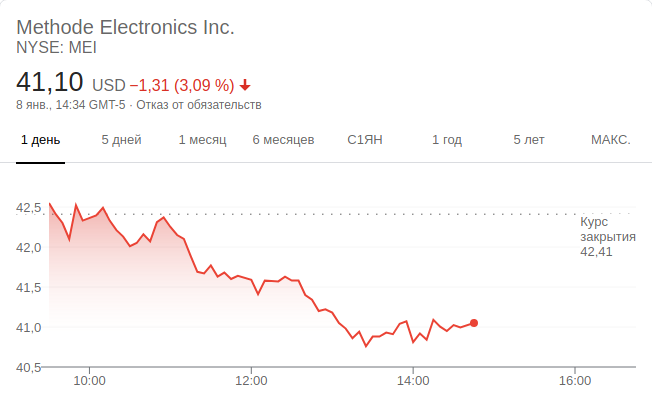 Methode Electronics Inc.
NYSE: MEI
41,10 USD −1,31 (3,09 %)
8 янв., 14:34 GMT-5 · Отказ от обязательств
1 день 5 дней 1 месяц 6 месяцев С1ЯН 1 год 5 лет МАКС.
42,5
Курс
закрытия
42,41
42,0
41,5
41,0
40,5
10:00 12:00 14:00 16:00